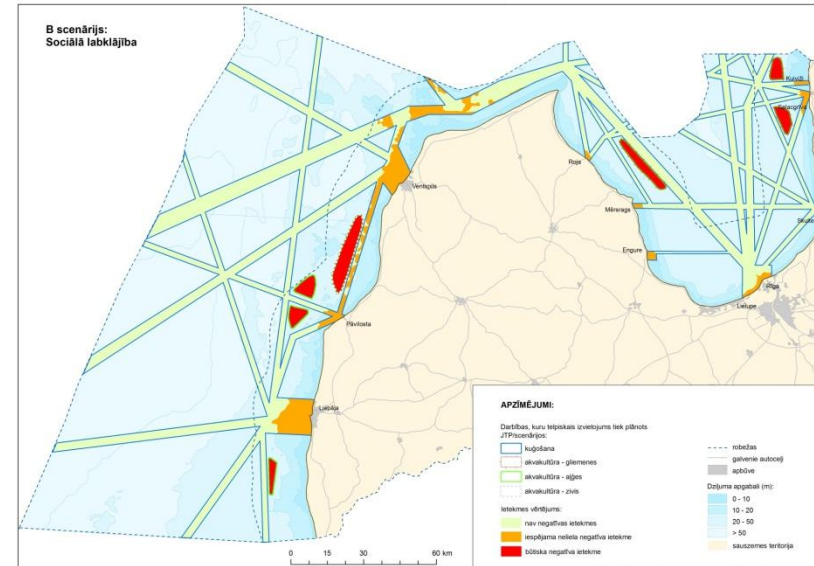 B scenārijs:
Sociālā labklājība
Kuivīži
Salacgrīva
Ventspils
Roja
Mērsrags
Skulte
Engure
Rīga
Lielupe
Pāvilosta
Liepāja
APZĪMĒJUMI:
Darbības, kuru telpiskais izvietojums tiek plānots
JTP/scenārijos:
kuģošana
akvakultūra - gliemenes
akvakultūra - aļģes
akvakultūra - zivis
Ietekmes vērtējums:
nav negatīvas ietekmes
iespējama neliela negatīva ietekme
būtiska negatīva ietekme
robežas
galvenie autoceļi
apbūve
Dziļuma apgabali (m):
0 - 10
10 - 20
20 - 50
> 50
sauszemes teritorija
0 15 30 60 km